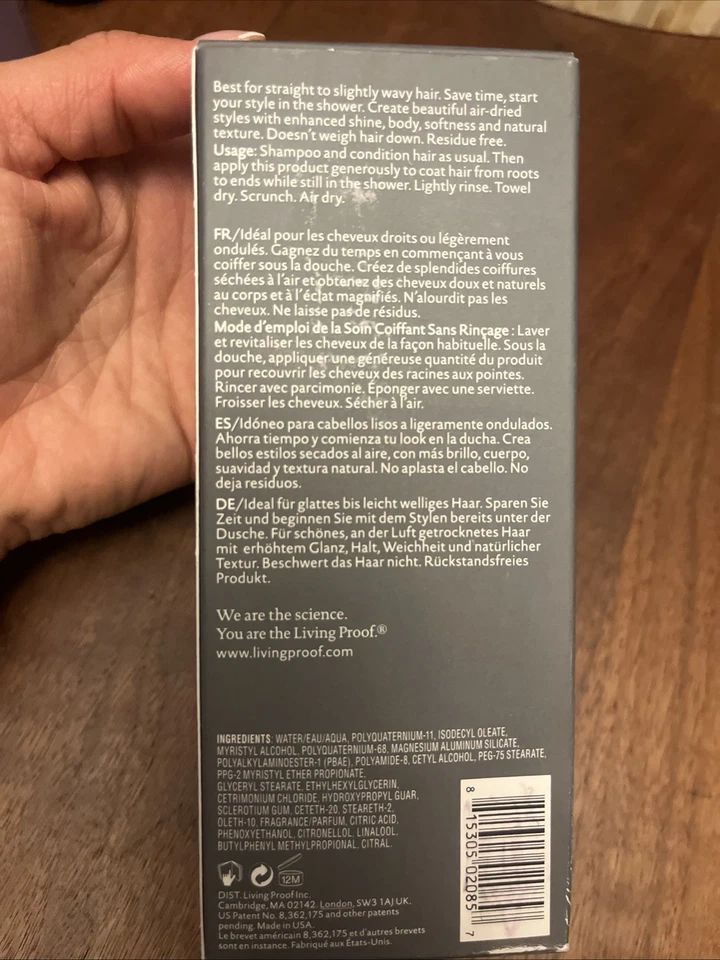 Best for straight to slightly wavy hair. Save time, start
your style in the shower. Create beautiful air-dried
styles with enhanced shine, body, softness and natural
texture. Doesn't weigh hair down. Residue free.
Usage: Shampoo and condition hair as usual. Then
apply this product generously to coat hair from roots
to ends while still in the shower. Lightly rinse. Towel
dry. Scrunch. Air dry.
FR/Idéal pour les cheveux droits ou légèrement
ondulés. Gagnez du temps en commençant à vous
coiffer sous la douche. Créez de splendides coiffures
séchées à l'air et obtenez des cheveux doux et naturels
au corps et à l'éclat magnifiés. N'alourdit pas les
cheveux. Ne laisse pas de résidus.
Mode d'emploi de la Soin Coiffant Sans Rinçage : Laver
et revitaliser les cheveux de la façon habituelle. Sous la
douche, appliquer une généreuse quantité du produit
pour recouvrir les cheveux des racines aux pointes.
Rincer avec parcimonie. Éponger avec une serviette.
Froisser les cheveux. Sécher à l'air.
ES/Idóneo para cabellos lisos a ligeramente ondulados.
Ahorra tiempo y comienza tu look en la ducha. Crea
bellos estilos secados al aire, con más brillo, cuerpo,
suavidad y textura natural. No aplasta el cabello. No
deja residuos.
DE/Ideal für glattes bis leicht welliges Haar. Sparen Sie
Zeit und beginnen Sie mit dem Stylen bereits unter der
Dusche. Für schönes, an der Luft getrocknetes Haar
mit erhöhtem Glanz, Halt, Weichheit und natürlicher
Textur. Beschwert das Haar nicht. Rückstandsfreies
Produkt.
We are the science.
You are the Living Proof.®
www.livingproof.com
INGREDIENTS: WATER/EAU/AQUA, POLYQUATERNIUM-11, ISODECYL OLEATE,
MYRISTYL ALCOHOL, POLYQUATERNIUM-68, MAGNESIUM ALUMINUM SILICATE,
POLYALKYLAMINOESTER-1 (PBAE), POLYAMIDE-8, CETYL ALCOHOL, PEG-75 STEARATE,
PPG-2 MYRISTYL ETHER PROPIONATE,
GLYCERYL STEARATE, ETHYLHEXYLGLYCERIN,
CETRIMONIUM CHLORIDE, HYDROXYPROPYL GUAR,
SCLEROTIUM GUM, CETETH-20, STEARETH-2,
OLETH-10, FRAGRANCE/PARFUM, CITRIC ACID,
PHENOXYETHANOL, CITRONELLOL, LINALOOL,
BUTYLPHENYL METHYLPROPIONAL, CITRAL.
12M
DIST. Living Proof Inc.
Cambridge, MA 02142. London, SW3 1AJ UK.
US Patent No. 8,362,175 and other patents
pending. Made in USA.
Le brevet américain 8,362,175 et d'autres brevets
sont en instance. Fabriqué aux États-Unis.
8 15305 02085 7